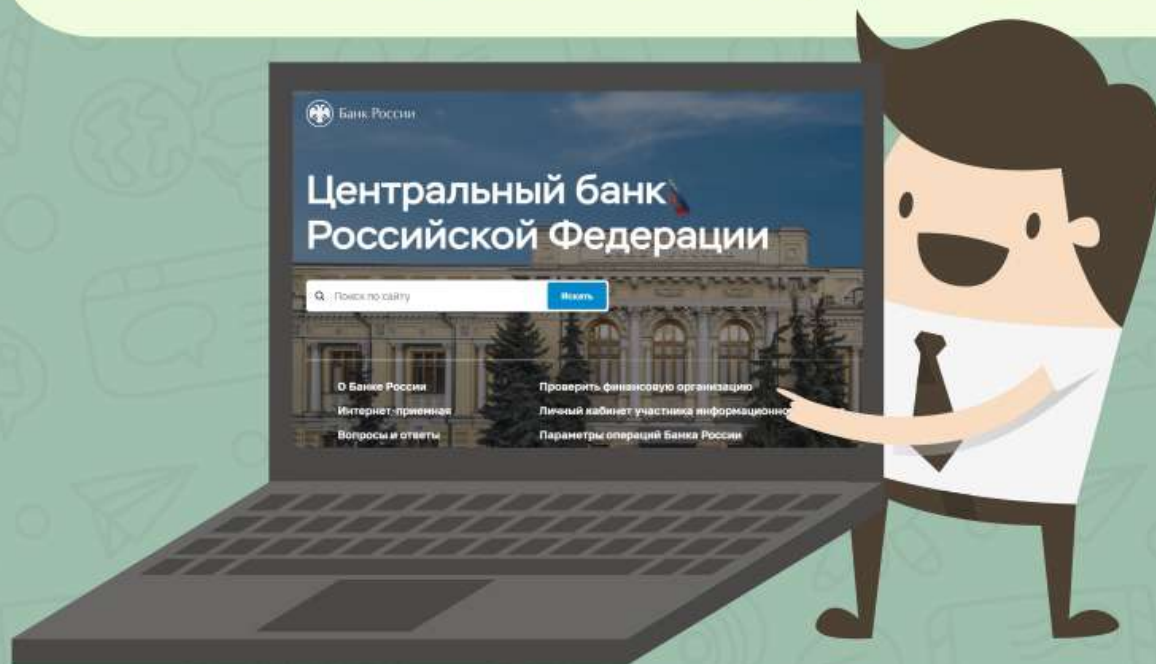 Банк России
Центральный банк
Российской Федерации
Поиск по сайту
Искать
О Банке России
Проверить финансовую организацию
Интернет-приемная
Личный кабинет участника информационно
Вопросы и ответы
Параметры операций Банка России